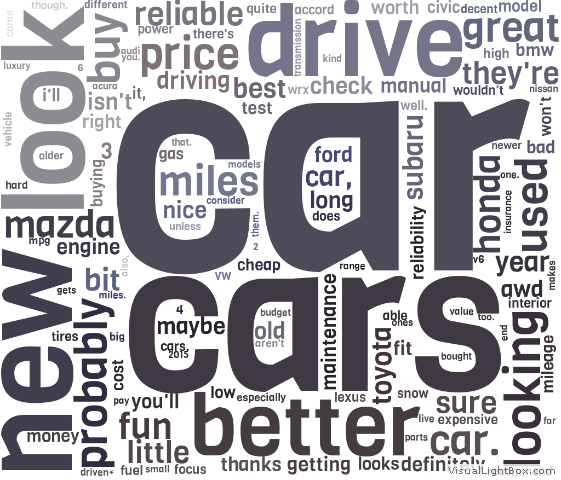 though.
different
reliable
quite
accord
worth
civic
decent
model
come
power
there's
drive
great
look
buy
audi
you.
price
transmission
kind
high
bmw
luxury
6
acura
driving
best
wrx
check
manual
they're
isn't
it,
wouldn't
nissan
i'll
test
well.
won't
vehicle
right
car
subaru
older
3
that.
gas
models
ford
newer
bad
hard
buying
miles
consider
car,
honda
one.
used
nice
long
insurance
mazda
unless
them.
does
reliability
mpg
engine
2
also,
cheap
range
v6
year
makes
new
bit
vw
awd
gets
miles.
cars
interior
probably
4
budget
value
too.
tires
big
maybe
old
maintenance
able
ones
end
looking
mileage
cars,
2015
aren't
toyota
fit
bought
cost
low
especially
lexus
snow
sure
pay
you'll
better
live
expensive
far
money
fun
parts
car.
little
driven
fuel
small
focus
thanks
getting
looks
definitely
VisualLightBox.com